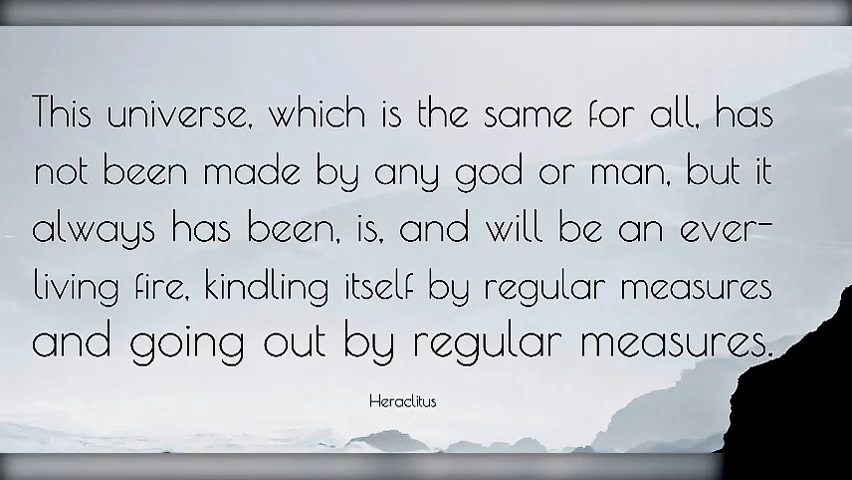 This universe, which is the same for all, has
not been made by any god or man, but it
always has been, is, and will be an ever-
living fire, kindling itself by regular measures
and going out by regular measures.
Heraclitus